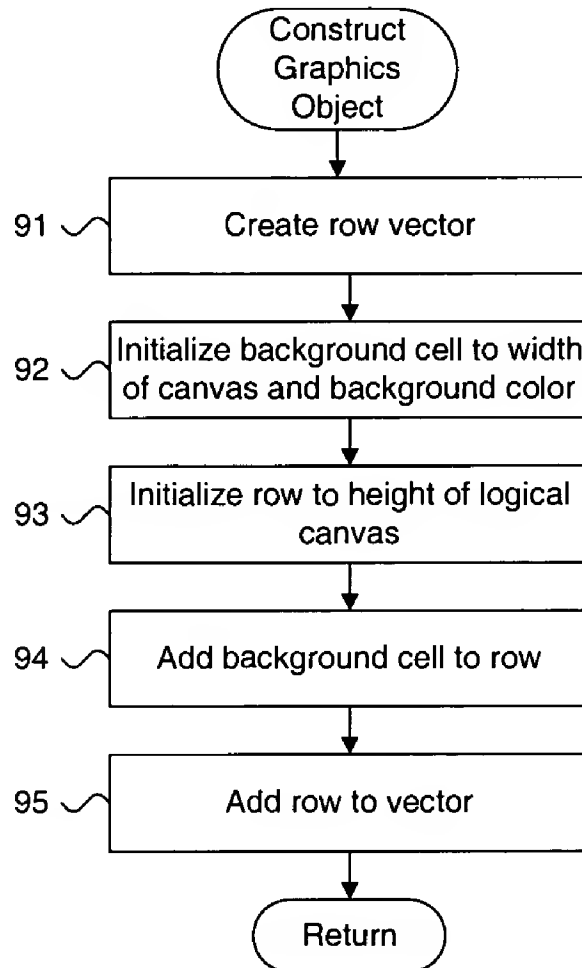 Construct
Graphics
Object
91
Create row vector
92
Initialize background cell to width
of canvas and background color
93
Initialize row to height of logical
canvas
94
Add background cell to row
95
Add row to vector
Return